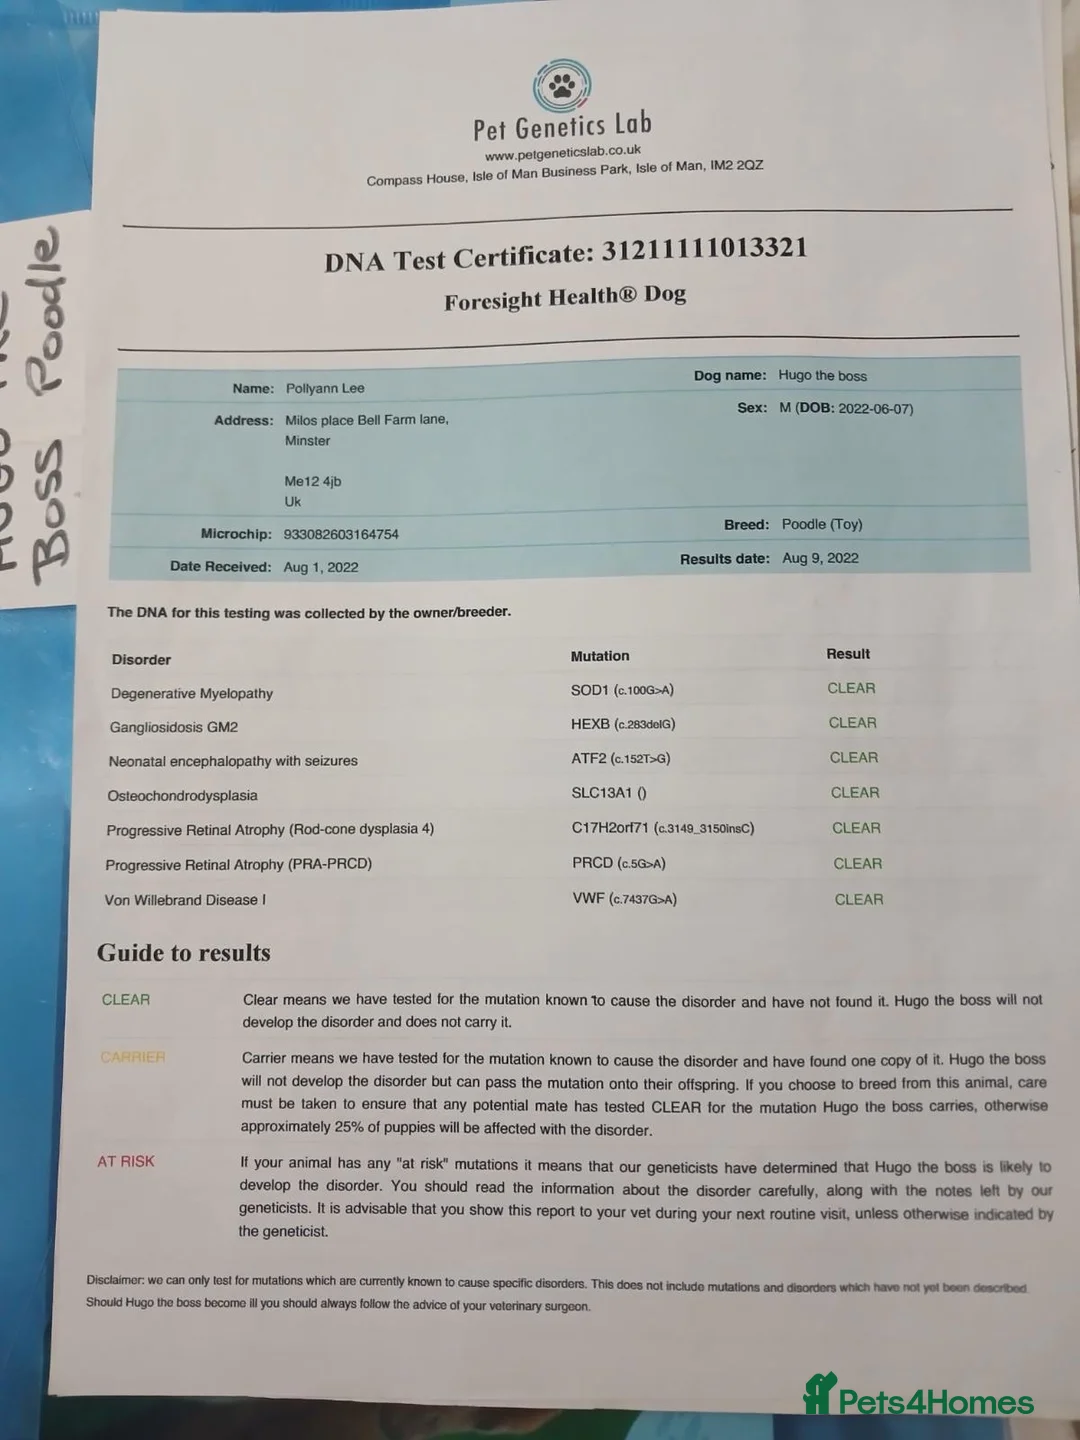 Pet Genetics Lab
www.petgeneticslab.co.uk
Compass House, Isle of Man Business Park, Isle of Man, IM2 2QZ
DNA Test Certificate: 31211111013321
Foresight Health® Dog
Name: Pollyann Lee
Dog name: Hugo the boss
Address: Milos place Bell Farm lane,
Sex: M (DOB: 2022-06-07)
Minster
Me12 4jb
Uk
Microchip: 933082603164754
Breed: Poodle (Toy)
Date Received: Aug 1, 2022
Results date: Aug 9, 2022
The DNA for this testing was collected by the owner/breeder.
Disorder Mutation Result
Degenerative Myelopathy SOD1 (c.100G>A) CLEAR
Gangliosidosis GM2 HEXB (c.283delG) CLEAR
Neonatal encephalopathy with seizures ATF2 (c.152T>G) CLEAR
Osteochondrodysplasia SLC13A1 () CLEAR
Progressive Retinal Atrophy (Rod-cone dysplasia 4) C17H2orf71 (c.3149_3150insC) CLEAR
Progressive Retinal Atrophy (PRA-PRCD) PRCD (c.5G>A) CLEAR
Von Willebrand Disease I VWF (c.7437G>A) CLEAR
Guide to results
CLEAR Clear means we have tested for the mutation known to cause the disorder and have not found it. Hugo the boss will not
develop the disorder and does not carry it.
CARRIER Carrier means we have tested for the mutation known to cause the disorder and have found one copy of it. Hugo the boss
will not develop the disorder but can pass the mutation onto their offspring. If you choose to breed from this animal, care
must be taken to ensure that any potential mate has tested CLEAR for the mutation Hugo the boss carries, otherwise
approximately 25% of puppies will be affected with the disorder.
AT RISK If your animal has any "at risk" mutations it means that our geneticists have determined that Hugo the boss is likely to
develop the disorder. You should read the information about the disorder carefully, along with the notes left by our
geneticists. It is advisable that you show this report to your vet during your next routine visit, unless otherwise indicated by
the geneticist.
Disclaimer: we can only test for mutations which are currently known to cause specific disorders. This does not include mutations and disorders which have not yet been described.
Should Hugo the boss become ill you should always follow the advice of your veterinary surgeon.
Boss Poodle
Pets4Homes